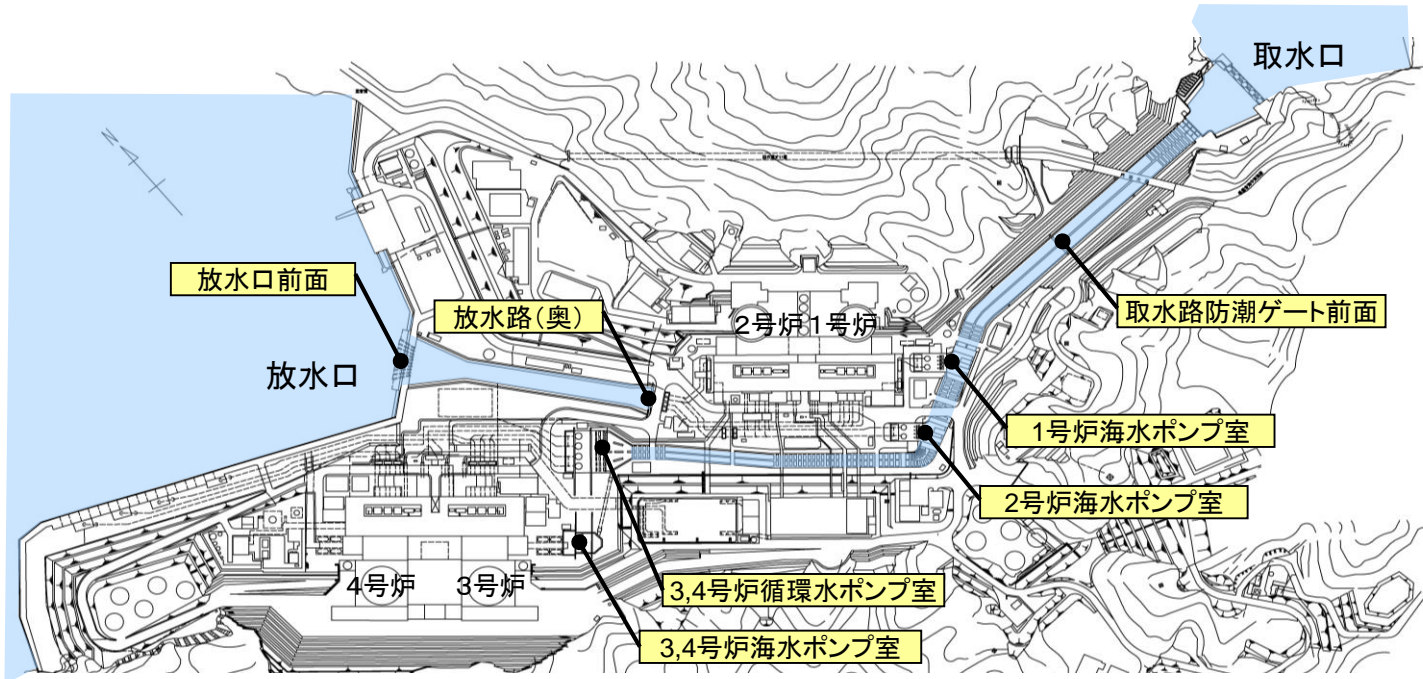 取水口
N
放水口前面
放水路(奥)
2号炉
1号炉
取水路防潮ゲート前面
放水口
1号炉海水ポンプ室
2号炉海水ポンプ室
4号炉
3号炉
3,4号炉循環水ポンプ室
3,4号炉海水ポンプ室